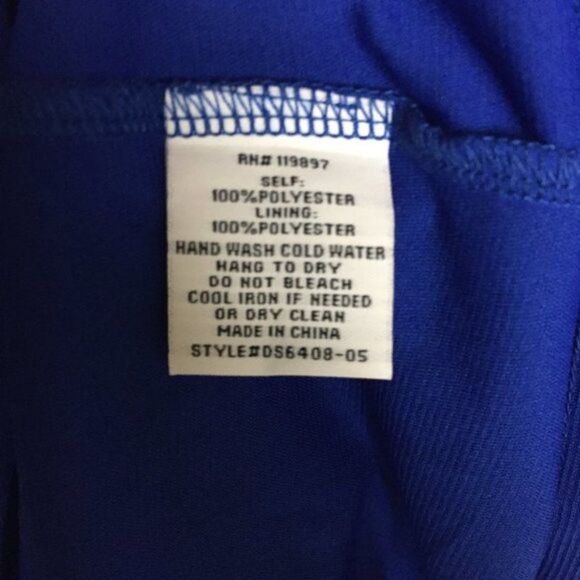 RN# 119897
SELF:
100%POLYESTER
LINING:
100%POLYESTER
HAND WASH COLD WATER
HANG TO DRY
DO NOT BLEACH
COOL IRON IF NEEDED
OR DRY CLEAN
MADE IN CHINA
STYLE#DS6408-05